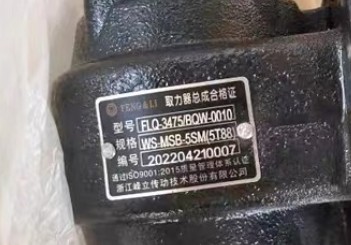 FENG&LI 取力器总成合格证
型号 FLQ-3475/BQW-0010
规格 WS-MSB-5SM(5T88)
编号 202204210007
通过ISO9001:2015质量管理体系认证
浙江峰立传动技术股份有限公司